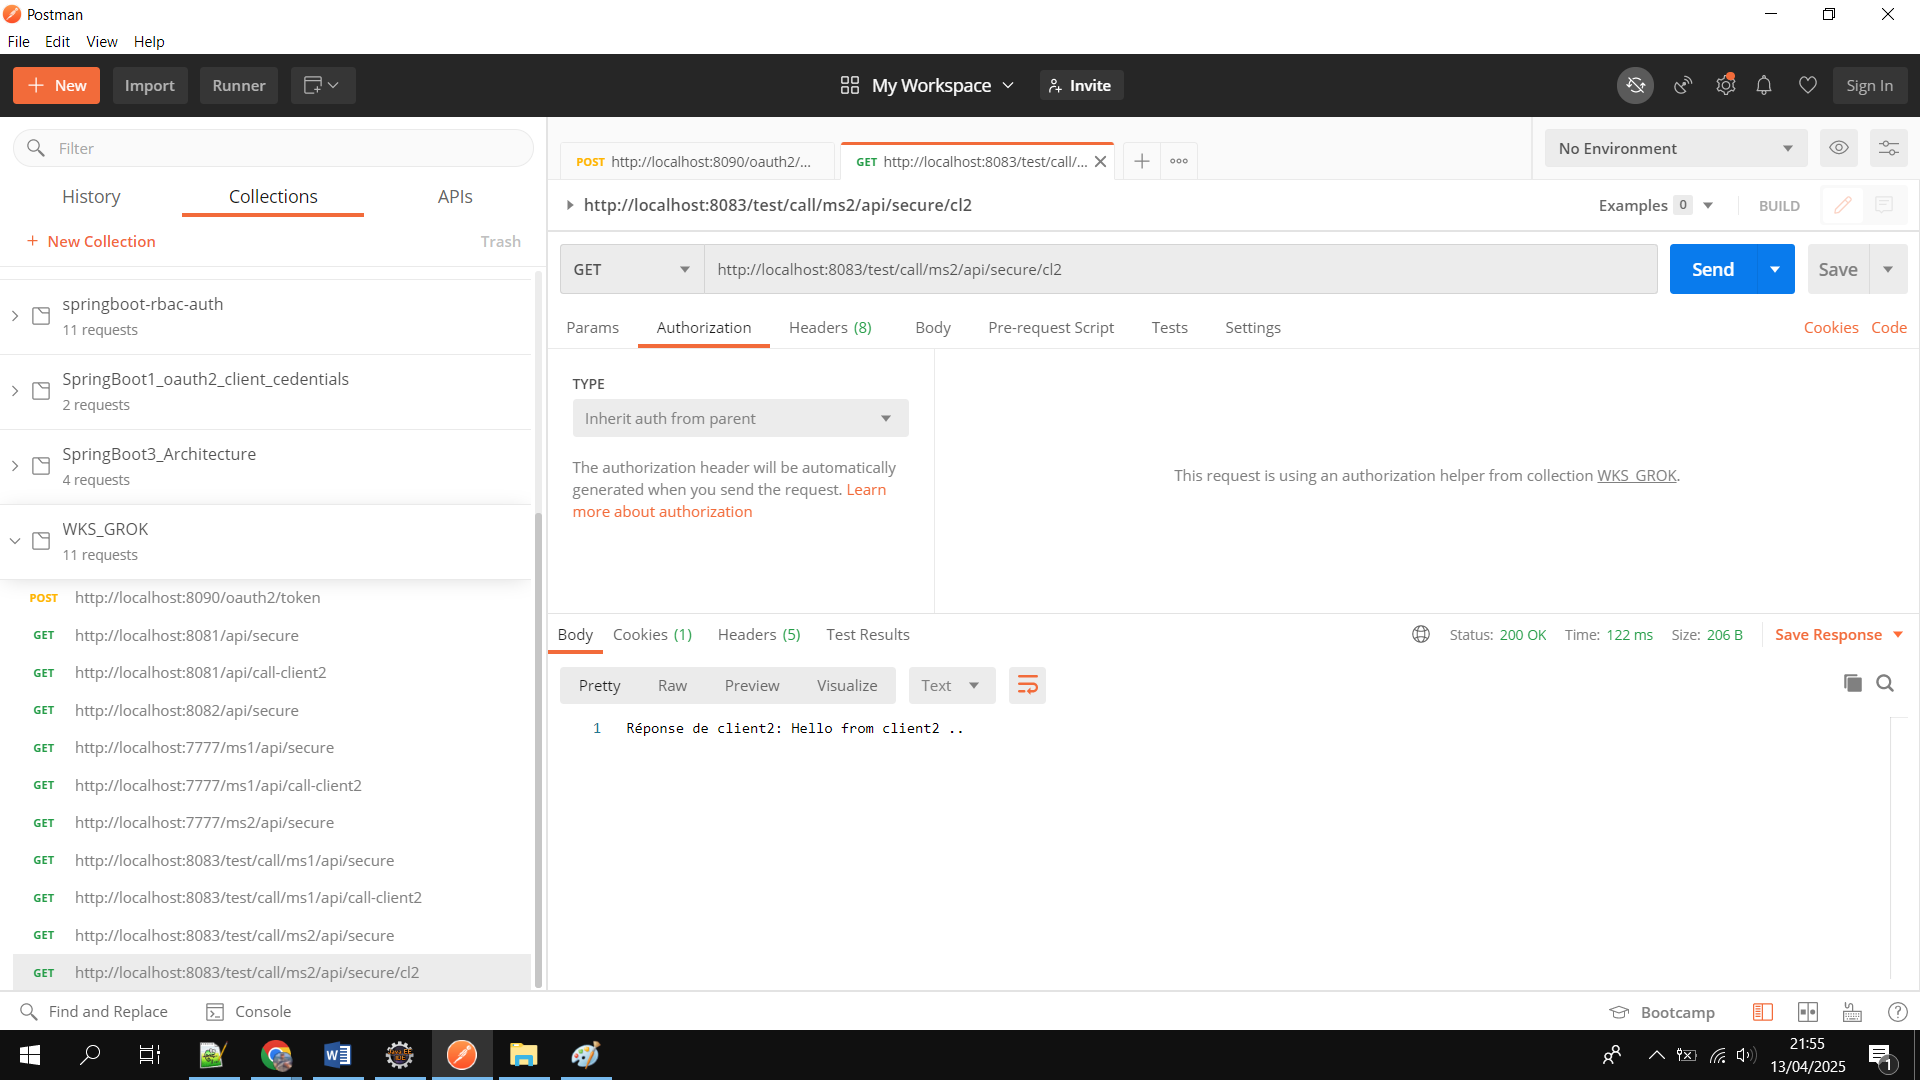 Postman
File Edit View Help
New Import Runner My Workspace Invite Sign In
Filter
History Collections APIs
+ New Collection Trash
springboot-rbac-auth
11 requests
SpringBoot1_oauth2_client_cedentials
2 requests
SpringBoot3_Architecture
4 requests
WKS_GROK
11 requests
POST http://localhost:8090/oauth2/token
GET http://localhost:8081/api/secure
GET http://localhost:8081/api/call-client2
GET http://localhost:8082/api/secure
GET http://localhost:7777/ms1/api/secure
GET http://localhost:7777/ms1/api/call-client2
GET http://localhost:7777/ms2/api/secure
GET http://localhost:8083/test/call/ms1/api/secure
GET http://localhost:8083/test/call/ms1/api/call-client2
GET http://localhost:8083/test/call/ms2/api/secure
GET http://localhost:8083/test/call/ms2/api/secure/cl2
POST http://localhost:8090/oauth2/... GET http://localhost:8083/test/call/... No Environment
http://localhost:8083/test/call/ms2/api/secure/cl2 Examples 0 BUILD
GET http://localhost:8083/test/call/ms2/api/secure/cl2 Send Save
Params Authorization Headers (8) Body Pre-request Script Tests Settings Cookies Code
TYPE
Inherit auth from parent
The authorization header will be automatically
generated when you send the request. Learn
more about authorization
This request is using an authorization helper from collection WKS_GROK.
Body Cookies (1) Headers (5) Test Results Status: 200 OK Time: 122 ms Size: 206 B Save Response
Pretty Raw Preview Visualize Text
1 Réponse de client2: Hello from client2 ..
Find and Replace Console Bootcamp
21:55
13/04/2025
1